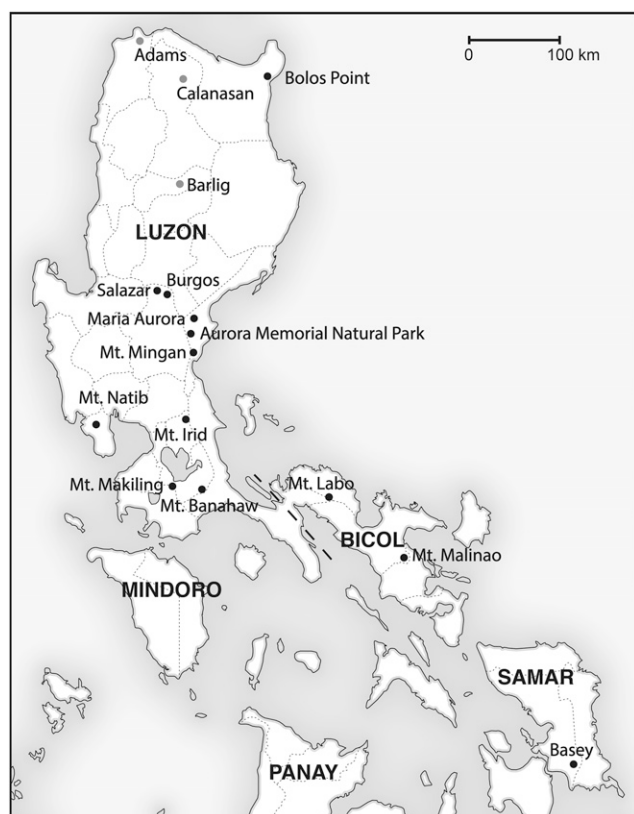 Adams
0
100 km
Bolos Point
Calanasan
Barlig
LUZON
Salazar
Burgos
Maria Aurora
Aurora Memorial Natural Park
Mt. Mingan
Mt. Natib
Mt. Irid
Mt. Makiling
Mt. Labo
Mt. Banahaw
BICOL
Mt. Malinao
MINDORO
SAMAR
Basey
PANAY